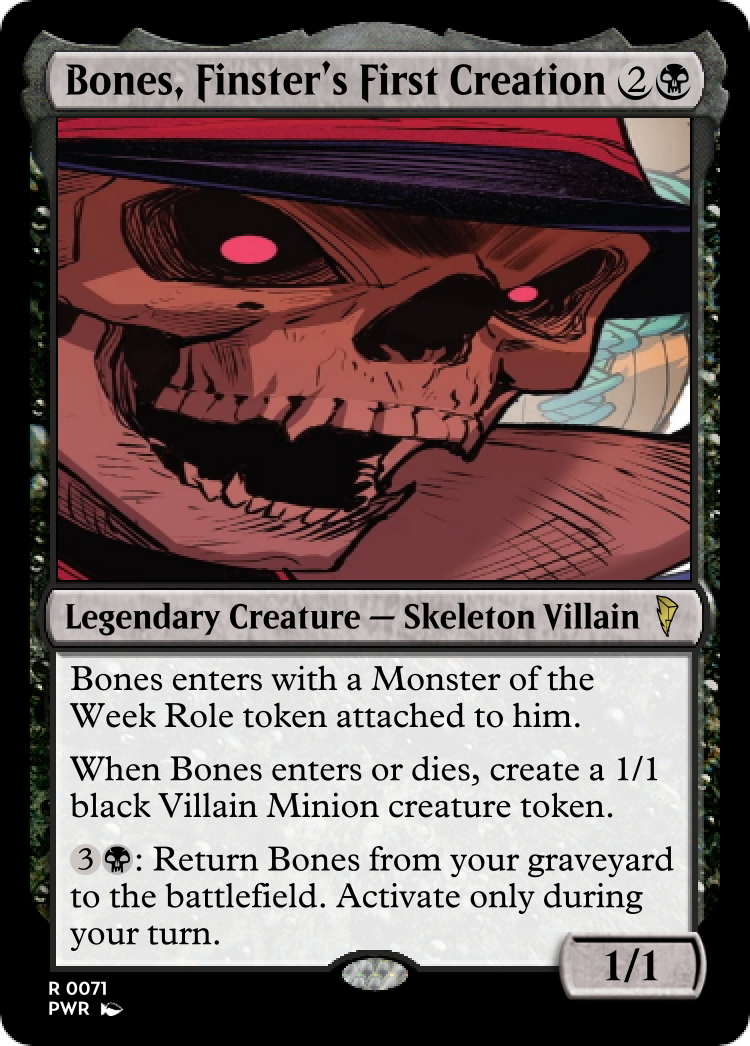 Bones, Finster's First Creation 2
Legendary Creature — Skeleton Villain
Bones enters with a Monster of the
Week Role token attached to him.
When Bones enters or dies, create a 1/1
black Villain Minion creature token.
3: Return Bones from your graveyard
to the battlefield. Activate only during
your turn.
1/1
R 0071
PWR